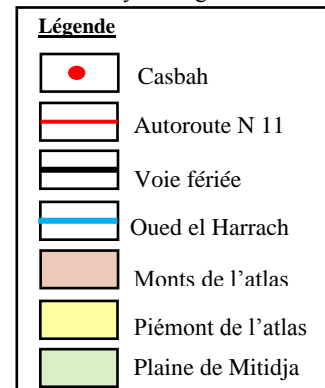 Légende
Casbah
Autoroute N 11
Voie fériée
Oued el Harrach
Monts de l'atlas
Piémont de l'atlas
Plaine de Mitidja